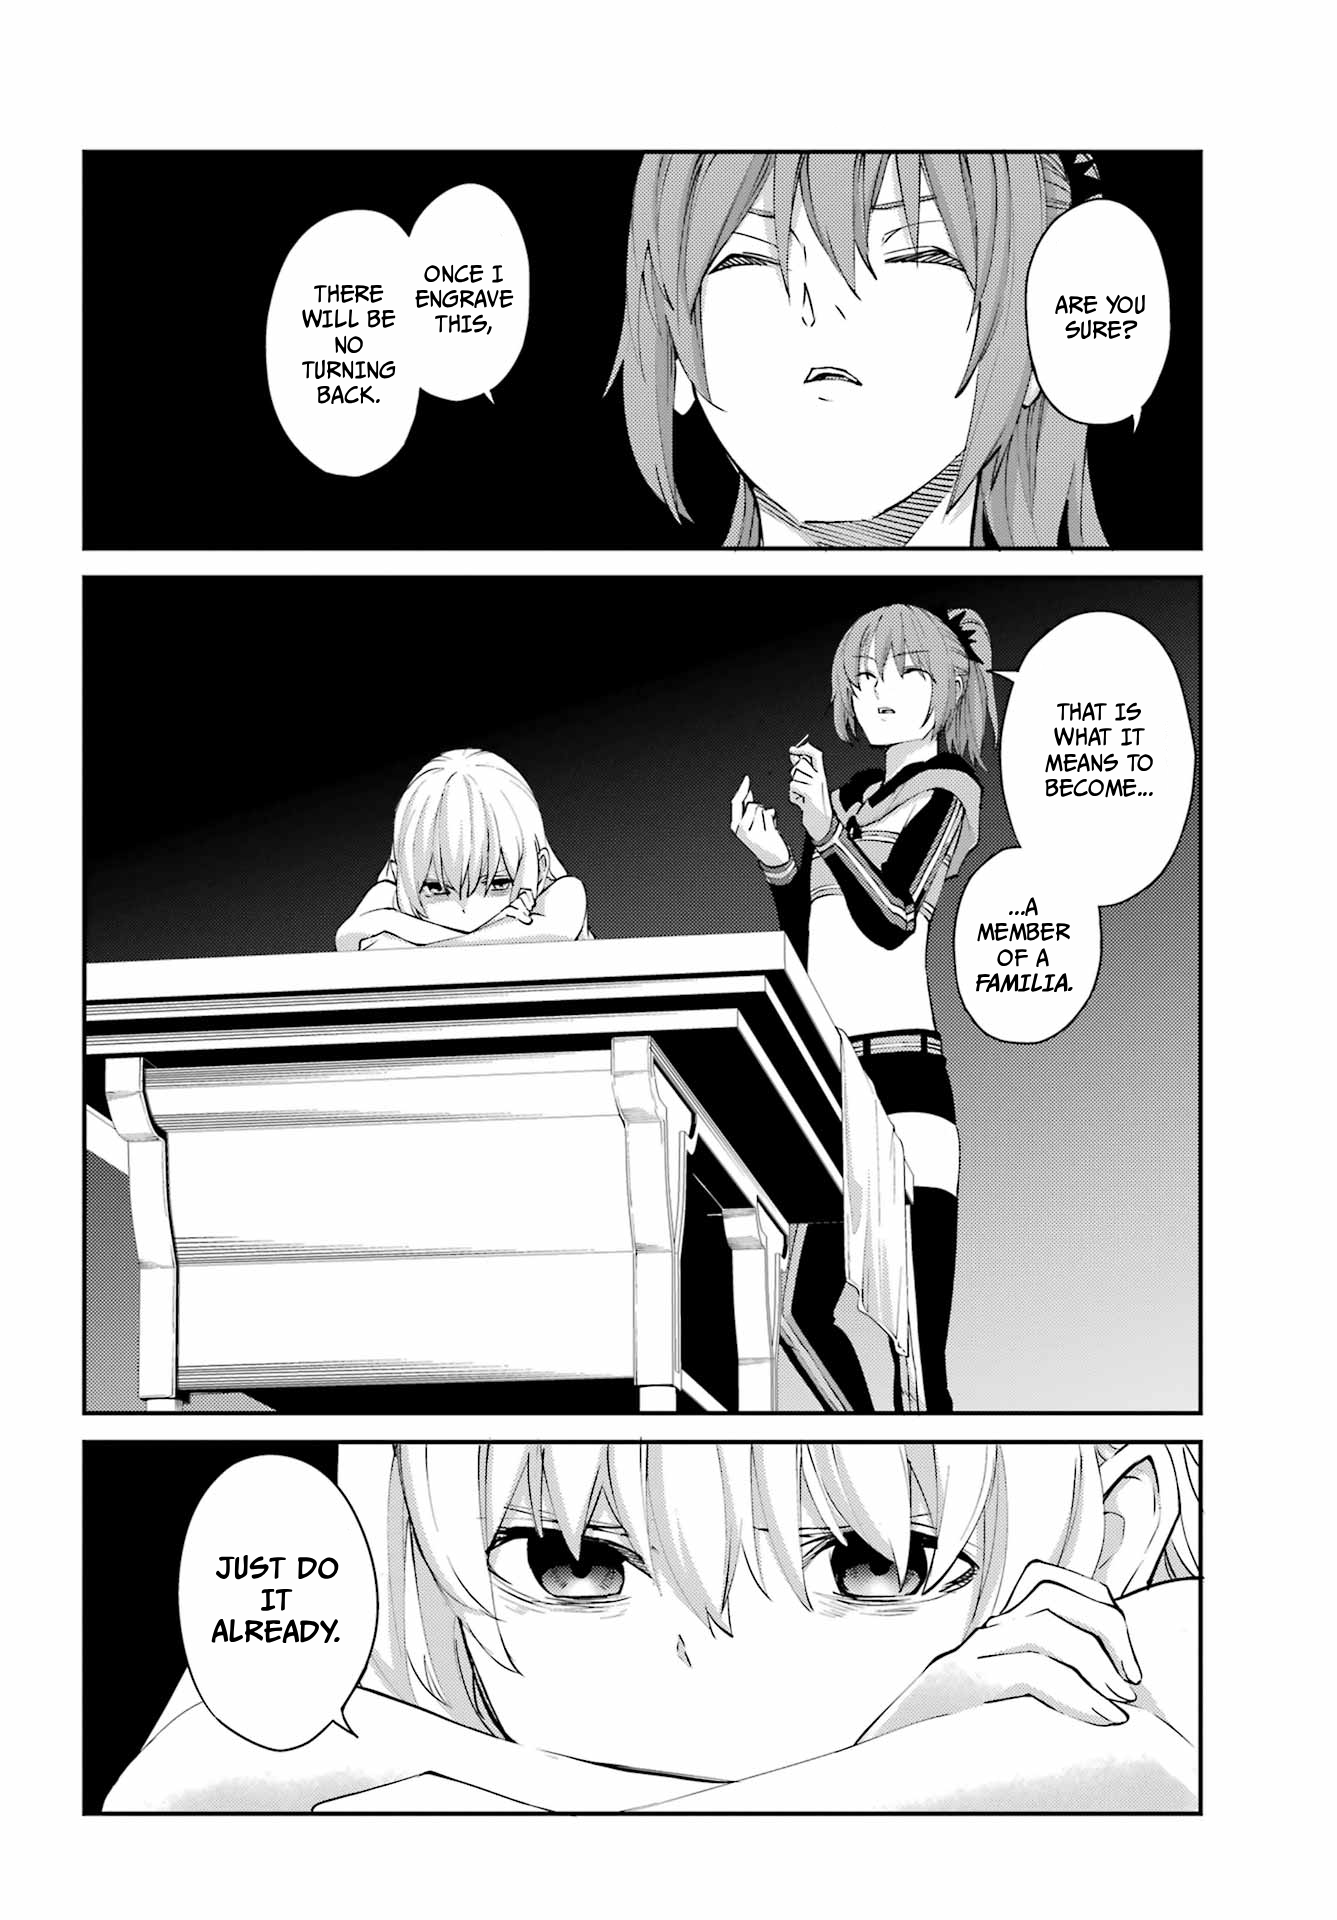 ARE YOU
SURE?
ONCE I
ENGRAVE
THIS,
THERE
WILL BE
NO
TURNING
BACK.
THAT IS
WHAT IT
MEANS TO
BECOME...
...A
MEMBER
OF A
FAMILIA.
JUST DO
IT
ALREADY.